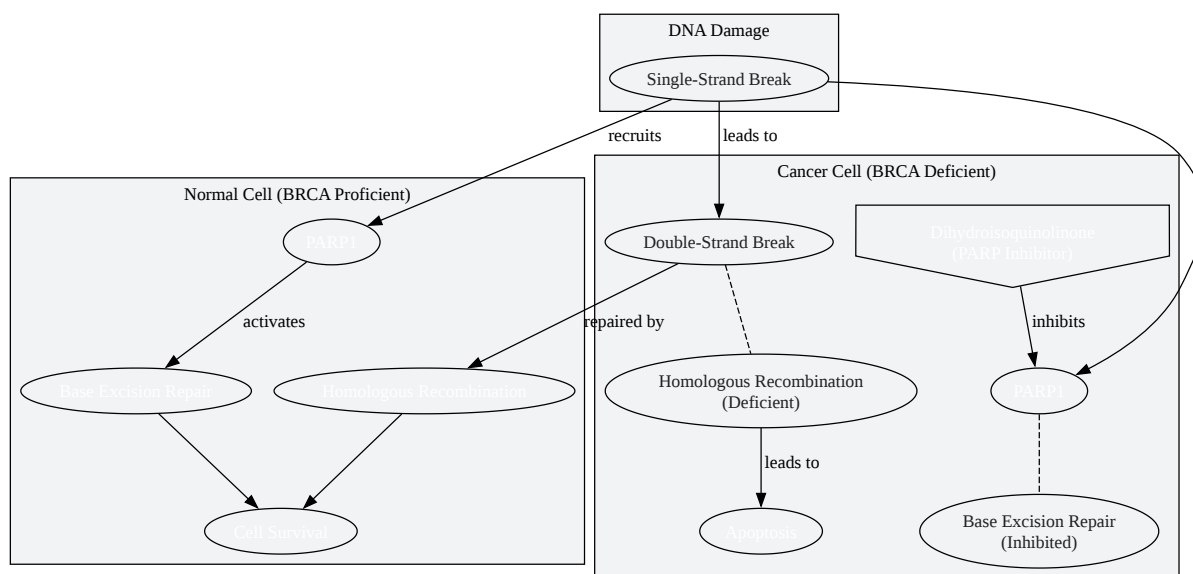 DNA Damage
Single-Strand Break
recruits
leads to
Normal Cell (BRCA Proficient)
Cancer Cell (BRCA Deficient)
PARP1
Double-Strand Break
Dihydroisoquinolinone
(PARP Inhibitor)
activates
repaired by
inhibits
Base Excision Repair
Homologous Recombination
Homologous Recombination
(Deficient)
PARP1
leads to
Cell Survival
Apoptosis
Base Excision Repair
(Inhibited)